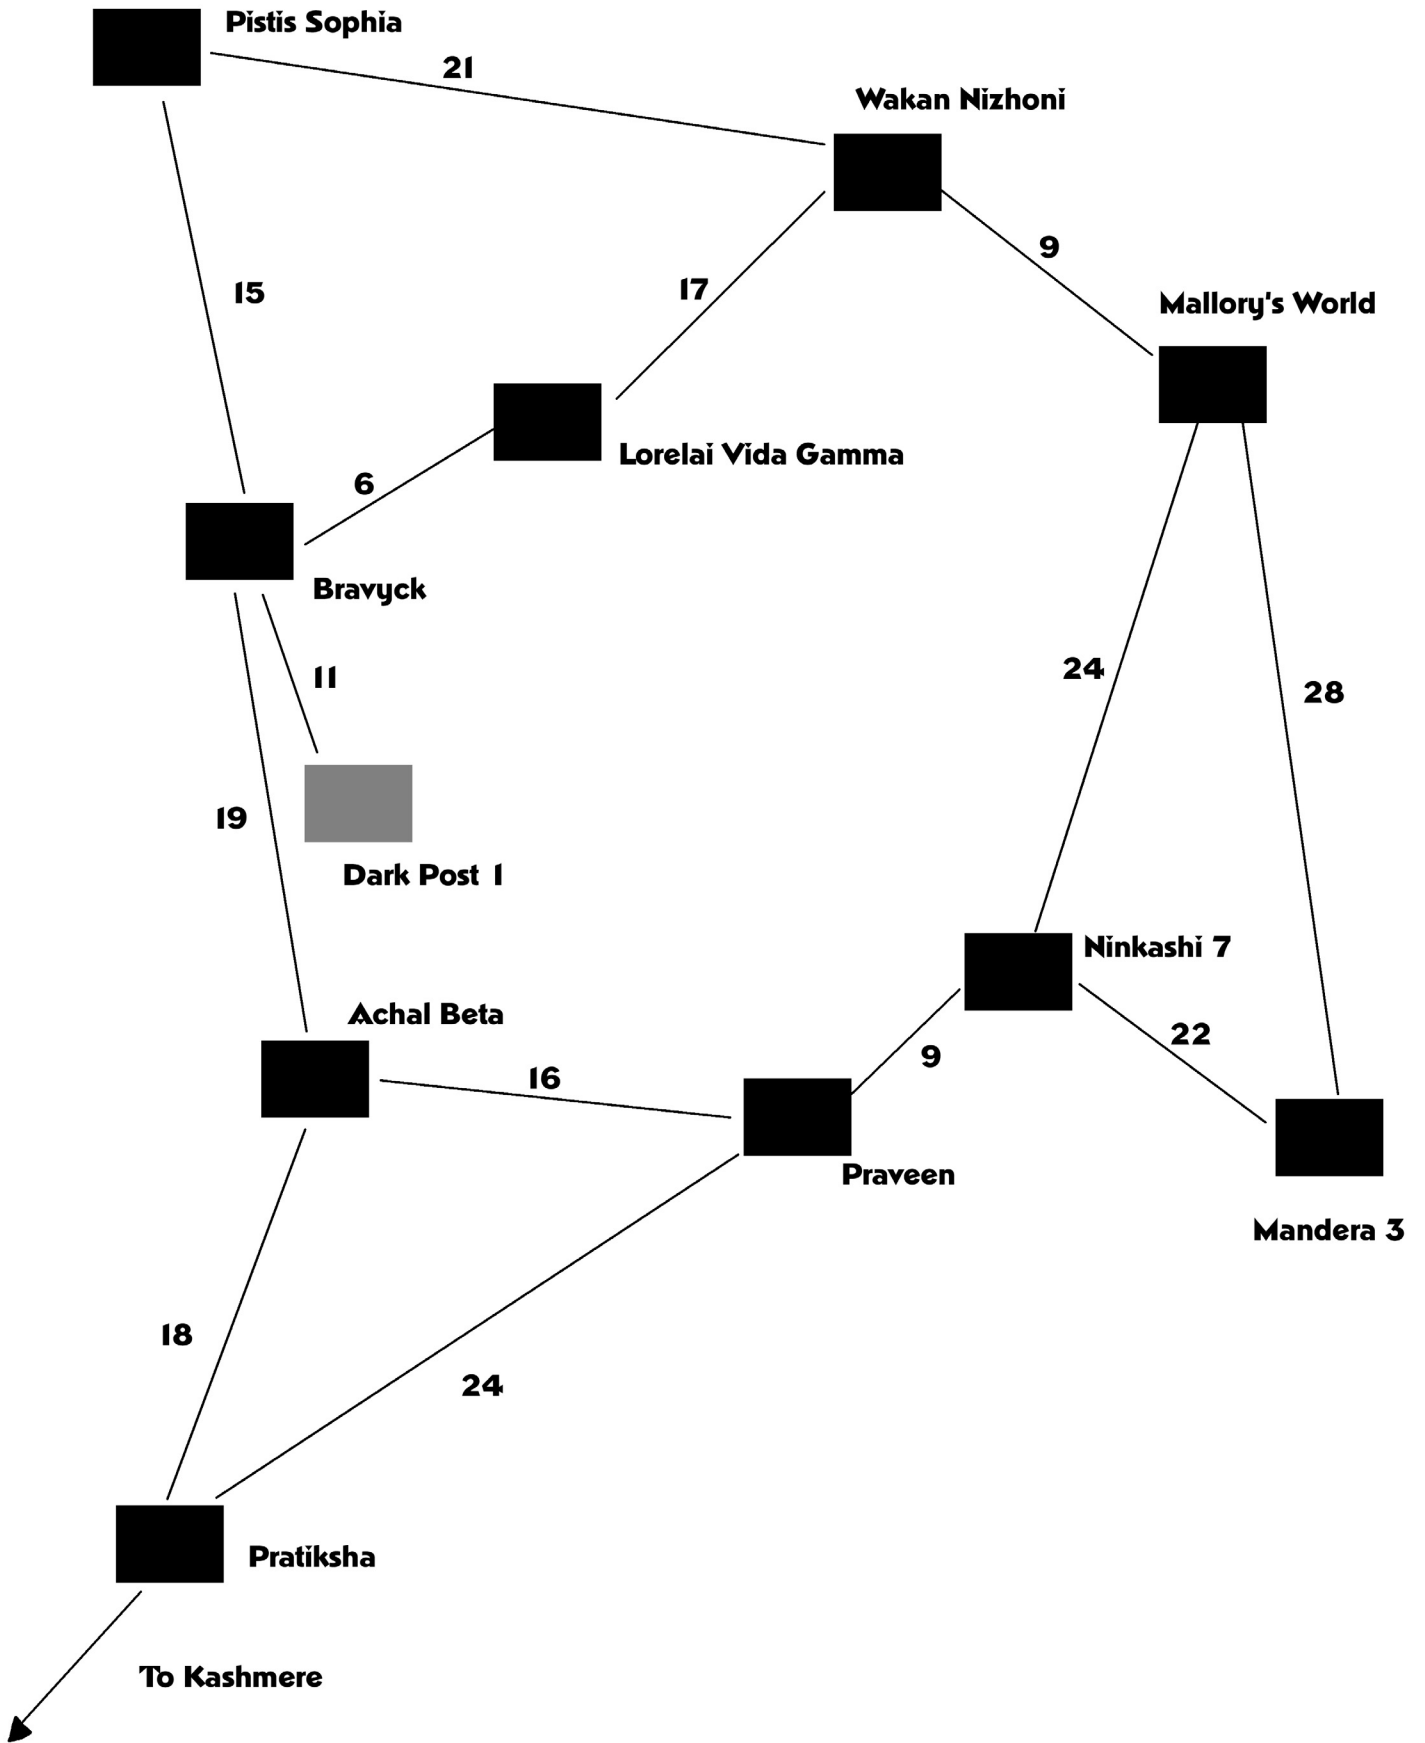 Pistis Sophia
21
Wakan Nizhoni
9
15
17
Mallory's World
Lorelai Vida Gamma
6
Bravyck
11
24
28
19
Dark Post 1
Ninkashi 7
Achal Beta
22
9
16
Praveen
Mandera 3
18
24
Pratiksha
To Kashmere